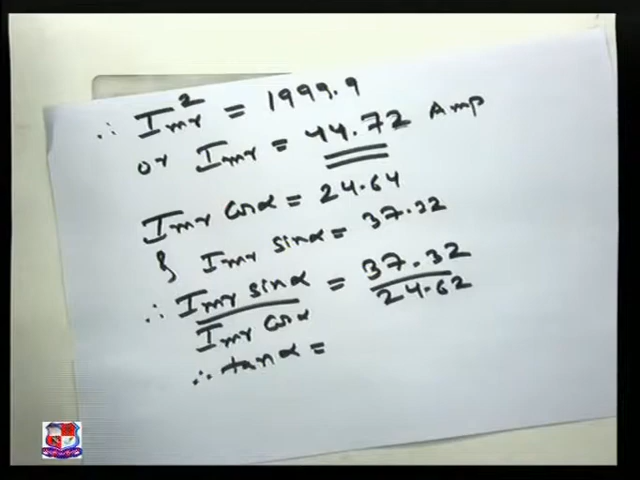 ∴ Imr² = 1999.9
or Imr = 44.72 Amp
Imr cosα = 24.64
& Imr sinα = 37.32
∴ Imr sinα / Imr cosα = 37.32 / 24.62
∴ tanα =